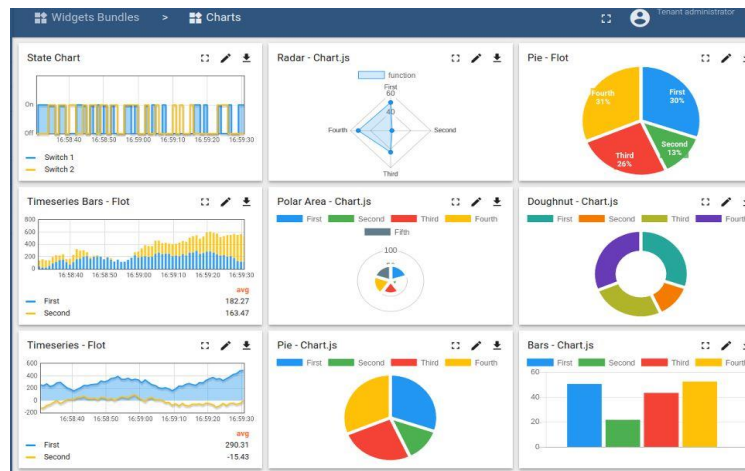 Widgets Bundles > Charts
Tenant administrator
State Chart
On
Off
16:58:40 16:58:50 16:59:00 16:59:10 16:59:20 16:59:30
Switch 1
Switch 2
Radar - Chart.js
function
First
60
40
Fourth
Second
Third
Pie - Flot
Fourth
31%
First
30%
Second
13%
Third
26%
Timeseries Bars - Flot
800
600
400
200
0
16:58:40 16:58:50 16:59:00 16:59:10 16:59:20 16:59:30
avg
First 182.27
Second 163.47
Polar Area - Chart.js
First Second Third Fourth
Fifth
100
Doughnut - Chart.js
First Second Third Fourth
Timeseries - Flot
600
400
200
0
-200
16:58:40 16:58:50 16:59:00 16:59:10 16:59:20 16:59:30
avg
First 290.31
Second -15.43
Pie - Chart.js
First Second Third Fourth
Bars - Chart.js
First Second Third Fourth
60
40
20
0